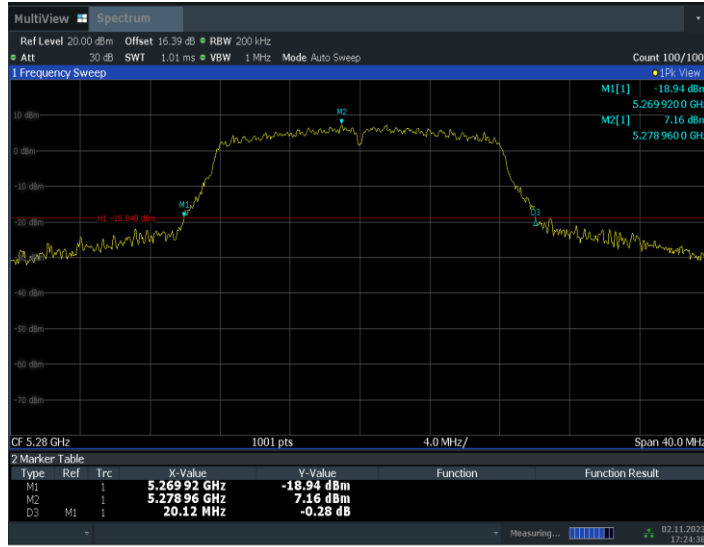 MultiView Spectrum
Ref Level 20.00 dBm Offset 16.39 dB RBW 200 kHz
Att 30 dB SWT 1.01 ms VBW 1 MHz Mode Auto Sweep Count 100/100
1 Frequency Sweep 1Pk View
M1[1] -18.94 dBm
5.269 920 0 GHz
M2[1] 7.16 dBm
5.278 960 0 GHz
M2
10 dBm
0 dBm
-10 dBm
M1
H1 -18.840 dBm
D3
-20 dBm
-40 dBm
-50 dBm
-60 dBm
-70 dBm
CF 5.28 GHz 1001 pts 4.0 MHz/ Span 40.0 MHz
2 Marker Table
Type Ref Trc X-Value Y-Value Function Function Result
M1 1 5.269 92 GHz -18.94 dBm
M2 1 5.278 96 GHz 7.16 dBm
D3 M1 1 20.12 MHz -0.28 dB
Measuring... 02.11.2023
17:24:38